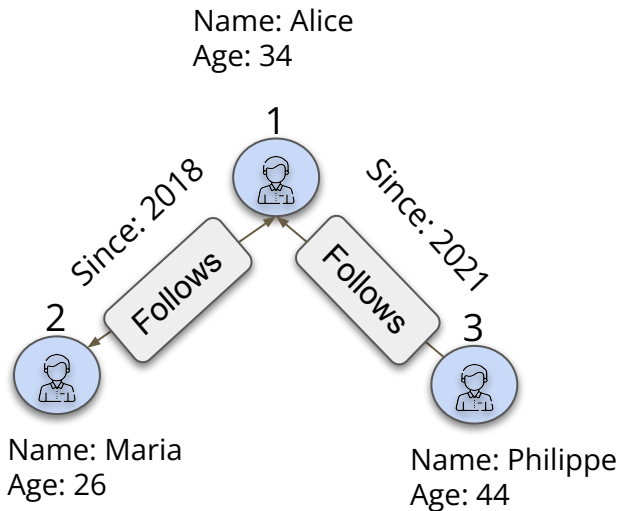 Name: Alice
Age: 34
1
Since: 2018
Since: 2021
Follows
Follows
2
3
Name: Maria
Age: 26
Name: Philippe
Age: 44